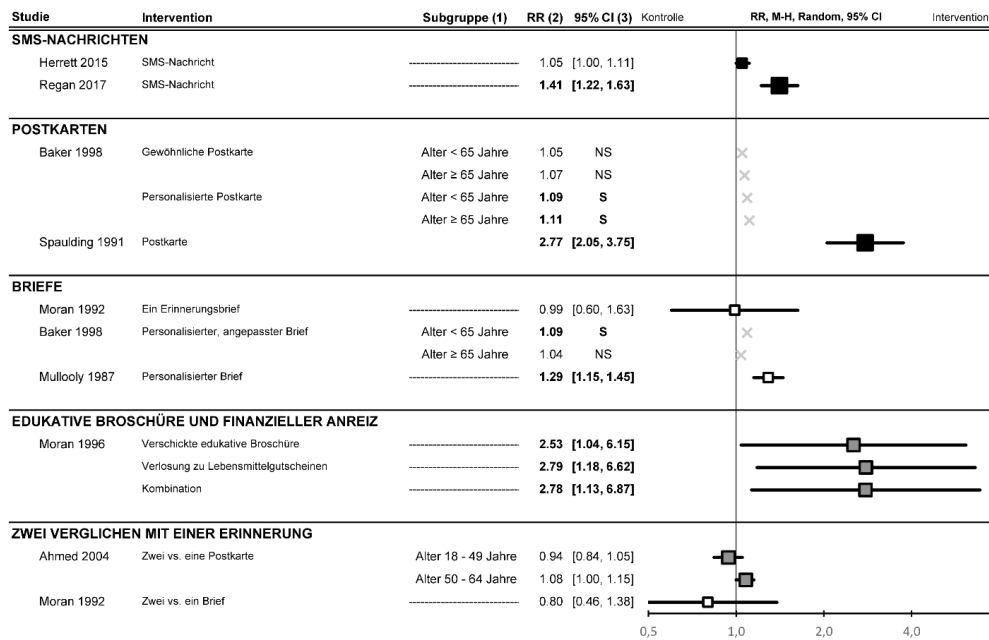 Studie Intervention Subgruppe (1) RR (2) 95% CI (3) Kontrolle RR, M-H, Random, 95% CI Intervention
SMS-NACHRICHTEN
Herrett 2015 SMS-Nachricht 1.05 [1.00, 1.11]
Regan 2017 SMS-Nachricht 1.41 [1.22, 1.63]
POSTKARTEN
Baker 1998 Gewöhnliche Postkarte Alter < 65 Jahre 1.05 NS
Alter ≥ 65 Jahre 1.07 NS
Personalisierte Postkarte Alter < 65 Jahre 1.09 S
Alter ≥ 65 Jahre 1.11 S
Spaulding 1991 Postkarte 2.77 [2.05, 3.75]
BRIEFE
Moran 1992 Ein Erinnerungsbrief 0.99 [0.60, 1.63]
Baker 1998 Personalisierter, angepasster Brief Alter < 65 Jahre 1.09 S
Alter ≥ 65 Jahre 1.04 NS
Mullooly 1987 Personalisierter Brief 1.29 [1.15, 1.45]
EDUKATIVE BROSCHÜRE UND FINANZIELLER ANREIZ
Moran 1996 Verschickte edukative Broschüre 2.53 [1.04, 6.15]
Verlosung zu Lebensmittelgutscheinen 2.79 [1.18, 6.62]
Kombination 2.78 [1.13, 6.87]
ZWEI VERGLICHEN MIT EINER ERINNERUNG
Ahmed 2004 Zwei vs. eine Postkarte Alter 18 - 49 Jahre 0.94 [0.84, 1.05]
Alter 50 - 64 Jahre 1.08 [1.00, 1.15]
Moran 1992 Zwei vs. ein Brief 0.80 [0.46, 1.38]
0,5 1,0 2,0 4,0